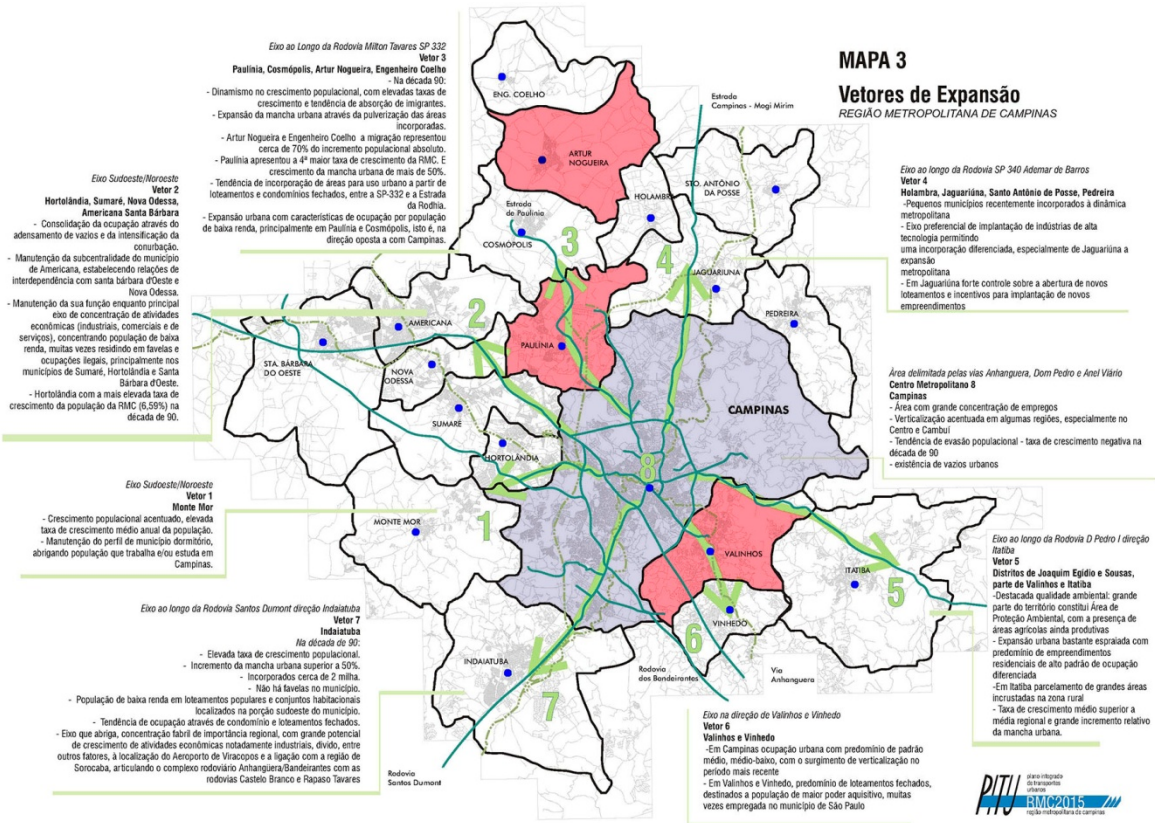 MAPA 3
Vetores de Expansão
REGIÃO METROPOLITANA DE CAMPINAS
Eixo ao Longo da Rodovia Milton Tavares SP 332
Vetor 3
Paulínia, Cosmópolis, Artur Nogueira, Engenheiro Coelho
- Na década 90:
- Dinamismo no crescimento populacional, com elevadas taxas de
crescimento e tendência de absorção de imigrantes.
- Expansão da mancha urbana através da pulverização das áreas
incorporadas.
- Artur Nogueira e Engenheiro Coelho a migração representou
cerca de 70% do incremento populacional absoluto.
- Paulínia apresentou a 4ª maior taxa de crescimento da RMC. E
crescimento da mancha urbana de mais de 50%.
- Tendência de incorporação de áreas para uso urbano a partir de
loteamentos e condomínios fechados, entre a SP-332 e a Estrada
da Rodhia.
- Expansão urbana com características de ocupação por população
de baixa renda, principalmente em Paulínia e Cosmópolis, isto é, na
direção oposta a com Campinas.
Eixo Sudoeste/Noroeste
Vetor 2
Hortolândia, Sumaré, Nova Odessa,
Americana Santa Bárbara
- Consolidação da ocupação através do
adensamento de vazios e da intensificação da
conurbação.
- Manutenção da subcentralidade do município
de Americana, estabelecendo relações de
interdependência com santa bárbara d'Oeste e
Nova Odessa.
- Manutenção da sua função enquanto principal
eixo de concentração de atividades
econômicas (industriais, comerciais e de
serviços), concentrando população de baixa
renda, muitas vezes residindo em favelas e
ocupações ilegais, principalmente nos
municípios de Sumaré, Hortolândia e Santa
Bárbara d'Oeste.
- Hortolândia com a mais elevada taxa de
crescimento da população da RMC (6,59%) na
década de 90.
Eixo Sudoeste/Noroeste
Vetor 1
Monte Mor
- Crescimento populacional acentuado, elevada
taxa de crescimento médio anual da população.
- Manutenção do perfil de município dormitório,
abrigando população que trabalha e/ou estuda em
Campinas.
Eixo ao longo da Rodovia Santos Dumont direção Indaiatuba
Vetor 7
Indaiatuba
Na década de 90:
- Elevada taxa de crescimento populacional.
- Incremento da mancha urbana superior a 50%.
- Incorporados cerca de 2 milha.
- Não há favelas no município.
- População de baixa renda em loteamentos populares e conjuntos habitacionais
localizados na porção sudoeste do município.
- Tendência de ocupação através de condomínio e loteamentos fechados.
- Eixo que abriga, concentração fabril de importância regional, com grande potencial
de crescimento de atividades econômicas notadamente industriais, divido, entre
outros fatores, à localização do Aeroporto de Viracopos e a ligação com a região de
Sorocaba, articulando o complexo rodoviário Anhangüera/Bandeirantes com as
rodovias Castelo Branco e Rapaso Tavares
ENG. COELHO
ARTUR
NOGUEIRA
Estrada
Campinas - Mogi Mirim
STO. ANTÔNIO
DA POSSE
HOLAMBRA
Estrada
de Paulínia
COSMÓPOLIS
3
4
JAGUARIUNA
PEDREIRA
AMERICANA
2
PAULÍNIA
STA. BÁRBARA
DO OESTE
NOVA
ODESSA
SUMARÉ
HORTOLÂNDIA
CAMPINAS
8
MONTE MOR
1
VALINHOS
ITATIBA
5
VINHEDO
6
INDAIATUBA
7
Rodovia
dos Bandeirantes
Via
Anhanguera
Rodovia
Santos Dumont
Eixo ao longo da Rodovia SP 340 Ademar de Barros
Vetor 4
Holambra, Jaguariúna, Santo Antônio de Posse, Pedreira
-Pequenos municípios recentemente incorporados à dinâmica
metropolitana
- Eixo preferencial de implantação de indústrias de alta
tecnologia permitindo
uma incorporação diferenciada, especialmente de Jaguariuna a
expansão
metropolitana
- Em Jaguariúna forte controle sobre a abertura de novos
loteamentos e incentivos para implantação de novos
empreendimentos
Àrea delimitada pelas vias Anhanguera, Dom Pedro e Anel Viário
Centro Metropolitano 8
Campinas
- Área com grande concentração de empregos
- Verticalização acentuada em algumas regiões, especialmente no
Centro e Cambuí
- Tendência de evasão populacional - taxa de crescimento negativa na
década de 90
- existência de vazios urbanos
Eixo ao longo da Rodovia D Pedro I direção
Itatiba
Vetor 5
Distritos de Joaquim Egídio e Sousas,
parte de Valinhos e Itatiba
-Destacada qualidade ambiental: grande
parte do território constitui Área de
Proteção Ambiental, com a presença de
áreas agrícolas ainda produtivas
- Expansão urbana bastante espraiada com
predomínio de empreendimentos
residenciais de alto padrão de ocupação
diferenciada
-Em Itatiba parcelamento de grandes áreas
incrustadas na zona rural
- Taxa de crescimento médio superior a
média regional e grande incremento relativo
da mancha urbana.
Eixo na direção de Valinhos e Vinhedo
Vetor 6
Valinhos e Vinhedo
-Em Campinas ocupação urbana com predomínio de padrão
médio, médio-baixo, com o surgimento de verticalização no
período mais recente
- Em Valinhos e Vinhedo, predomínio de loteamentos fechados,
destinados a população de maior poder aquisitivo, muitas
vezes empregada no município de São Paulo
PITU
plano integrado
de transportes
urbanos
RMC2015
região metropolitana de campinas